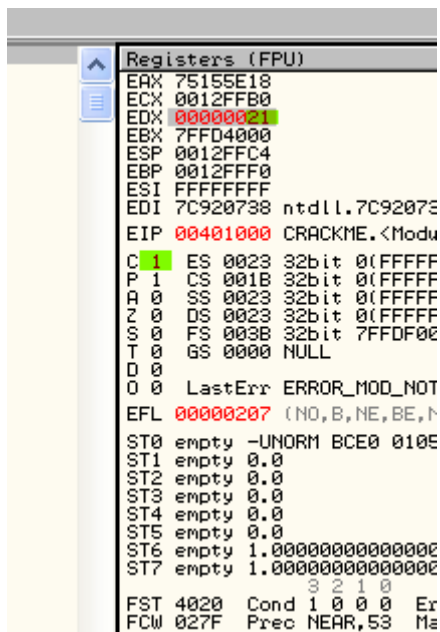 Registers (FPU)
EAX 75155E18
ECX 0012FFB0
EDX 00000021
EBX 7FFD4000
ESP 0012FFC4
EBP 0012FFF0
ESI FFFFFFFF
EDI 7C920738 ntdll.7C92073
EIP 00401000 CRACKME.<Modu
C 1 ES 0023 32bit 0(FFFFF
P 1 CS 001B 32bit 0(FFFFF
A 0 SS 0023 32bit 0(FFFFF
Z 0 DS 0023 32bit 0(FFFFF
S 0 FS 003B 32bit 7FFDF00
T 0 GS 0000 NULL
D 0
O 0 LastErr ERROR_MOD_NOT
EFL 00000207 (NO,B,NE,BE,N
ST0 empty -UNORM BCE0 0105
ST1 empty 0.0
ST2 empty 0.0
ST3 empty 0.0
ST4 empty 0.0
ST5 empty 0.0
ST6 empty 1.00000000000000
ST7 empty 1.00000000000000
3 2 1 0
FST 4020 Cond 1 0 0 0 Er
FCW 027F Prec NEAR,53 Ma